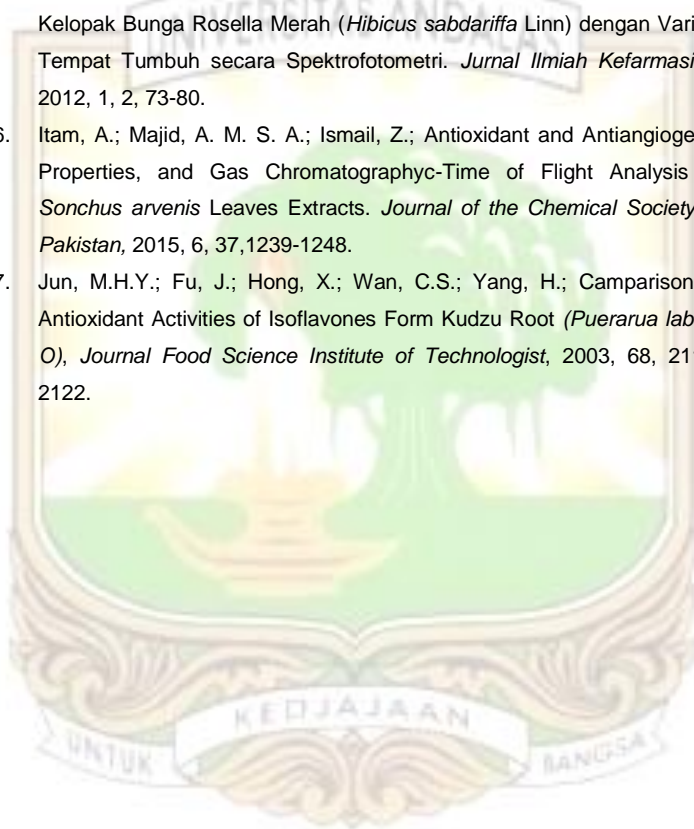 UNIVERSITAS ANDALAS
Kelopak Bunga Rosella Merah (Hibicus sabdariffa Linn) dengan Vari
Tempat Tumbuh secara Spektrofotometri. Jurnal Ilmiah Kefarmasi
2012, 1, 2, 73-80.
6. Itam, A.; Majid, A. M. S. A.; Ismail, Z.; Antioxidant and Antiangioge
Properties, and Gas Chromatographyc-Time of Flight Analysis
Sonchus arvenis Leaves Extracts. Journal of the Chemical Society
Pakistan, 2015, 6, 37,1239-1248.
7. Jun, M.H.Y.; Fu, J.; Hong, X.; Wan, C.S.; Yang, H.; Camparison
Antioxidant Activities of Isoflavones Form Kudzu Root (Puerarua lab
O), Journal Food Science Institute of Technologist, 2003, 68, 21
2122.
KEDJAJAAN
UNTUK BANGSA